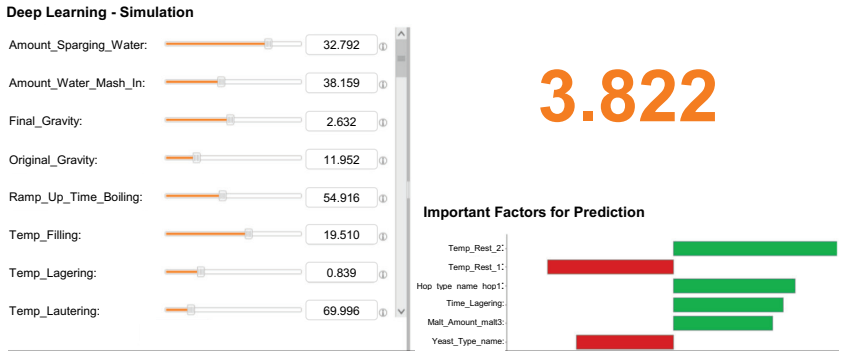 Deep Learning - Simulation
Amount_Sparging_Water: 32.792
Amount_Water_Mash_In: 38.159
Final_Gravity: 2.632
Original_Gravity: 11.952
Ramp_Up_Time_Boiling: 54.916
Temp_Filling: 19.510
Temp_Lagering: 0.839
Temp_Lautering: 69.996
3.822
Important Factors for Prediction
Temp_Rest_2:
Temp_Rest_1:
Hop_type_name_hop1:
Time_Lagering:
Malt_Amount_malt3:
Yeast_Type_name: